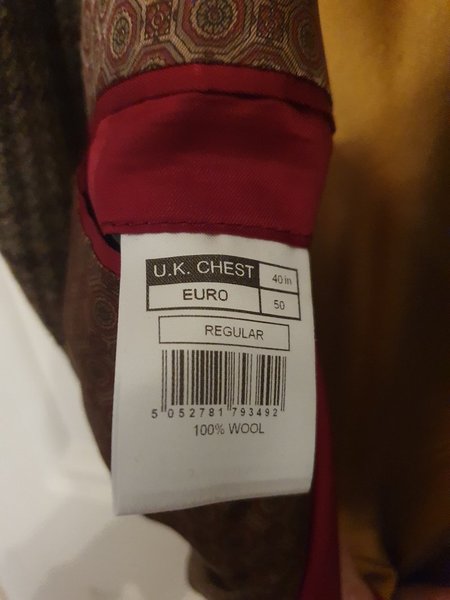 U.K. CHEST 40 in
EURO 50
REGULAR
5 052781 793492
100% WOOL